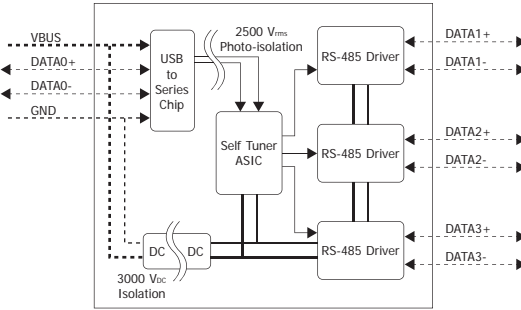 VBUS
DATA0+
DATA0-
GND
USB
to
Series
Chip
2500 Vrms
Photo-isolation
Self Tuner
ASIC
RS-485 Driver
DATA1+
DATA1-
RS-485 Driver
DATA2+
DATA2-
RS-485 Driver
DATA3+
DATA3-
DC
DC
3000 VDC
Isolation